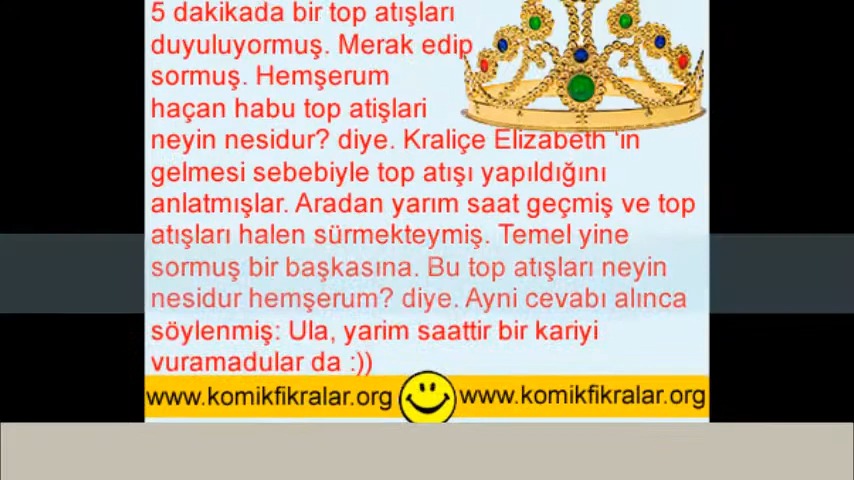 5 dakikada bir top atışları
duyuluyormuş. Merak edip
sormuş. Hemşerum
haçan habu top atişlari
neyin nesidur? diye. Kraliçe Elizabeth 'in
gelmesi sebebiyle top atışı yapıldığını
anlatmışlar. Aradan yarım saat geçmiş ve top
atışları halen sürmekteymiş. Temel yine
sormuş bir başkasına. Bu top atışları neyin
nesidur hemşerum? diye. Ayni cevabı alınca
söylenmiş: Ula, yarim saattir bir kariyi
vuramadular da :))
www.komikfikralar.org www.komikfikralar.org